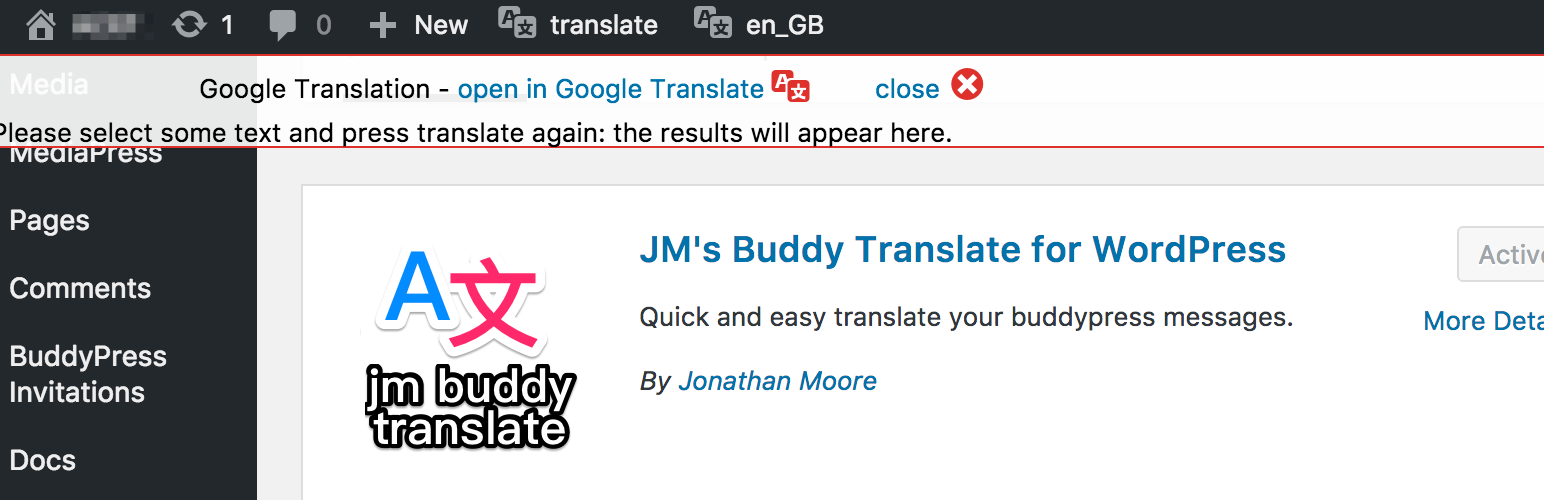 1 0 New translate en_GB
Media
Google Translation - open in Google Translate close
Please select some text and press translate again: the results will appear here.
MediaPress
Pages
Comments
BuddyPress
Invitations
Docs
A文
jm buddy
translate
JM's Buddy Translate for WordPress
Quick and easy translate your buddypress messages.
By Jonathan Moore
Activ
More Deta